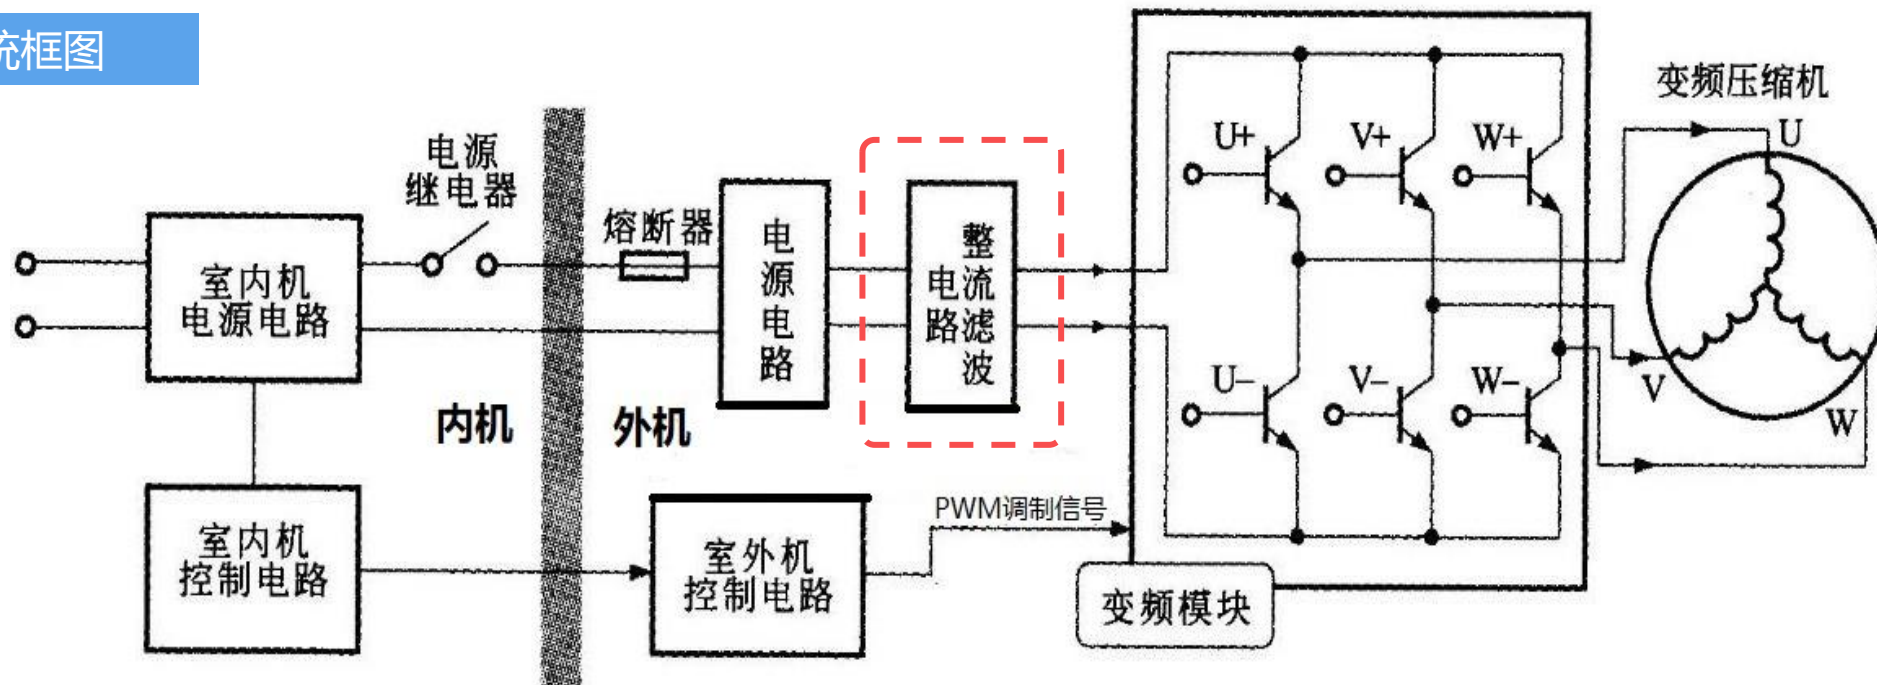 统框图
变频压缩机
U
电源
继电器
U+
V+
W+
熔断器
电源电路
整流滤波
电路
室内机
电源电路
U−
V−
W−
V
W
内机
外机
PWM调制信号
室内机
控制电路
室外机
控制电路
变频模块